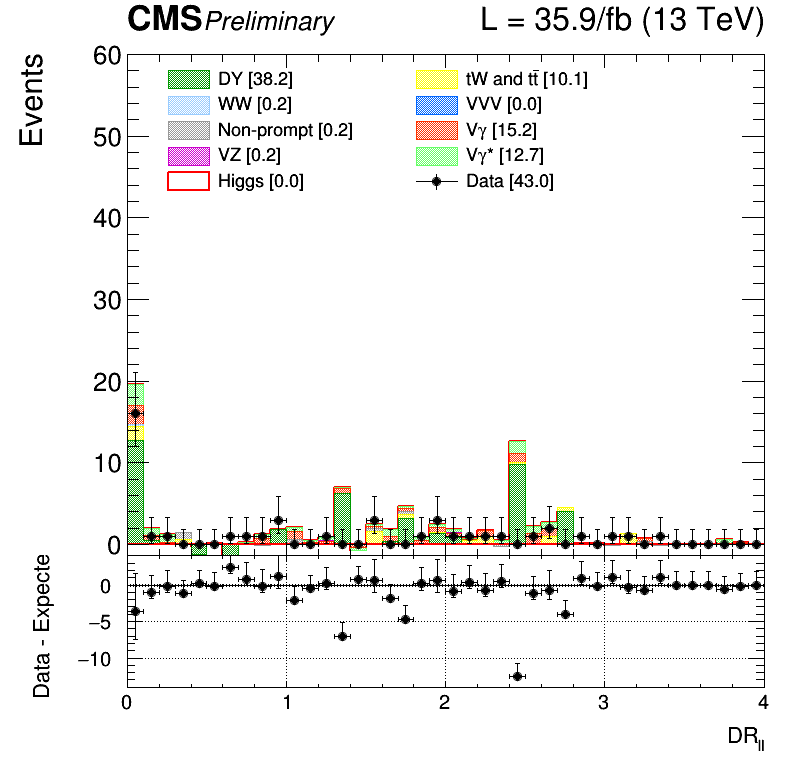 CMS Preliminary L = 35.9/fb (13 TeV)
Events
60
50
40
30
20
10
0
DY [38.2]
WW [0.2]
Non-prompt [0.2]
VZ [0.2]
Higgs [0.0]
tW and tt̄ [10.1]
VVV [0.0]
Vγ [15.2]
Vγ* [12.7]
Data [43.0]
Data - Expecte
0
−5
−10
0 1 2 3 4
DR_ll